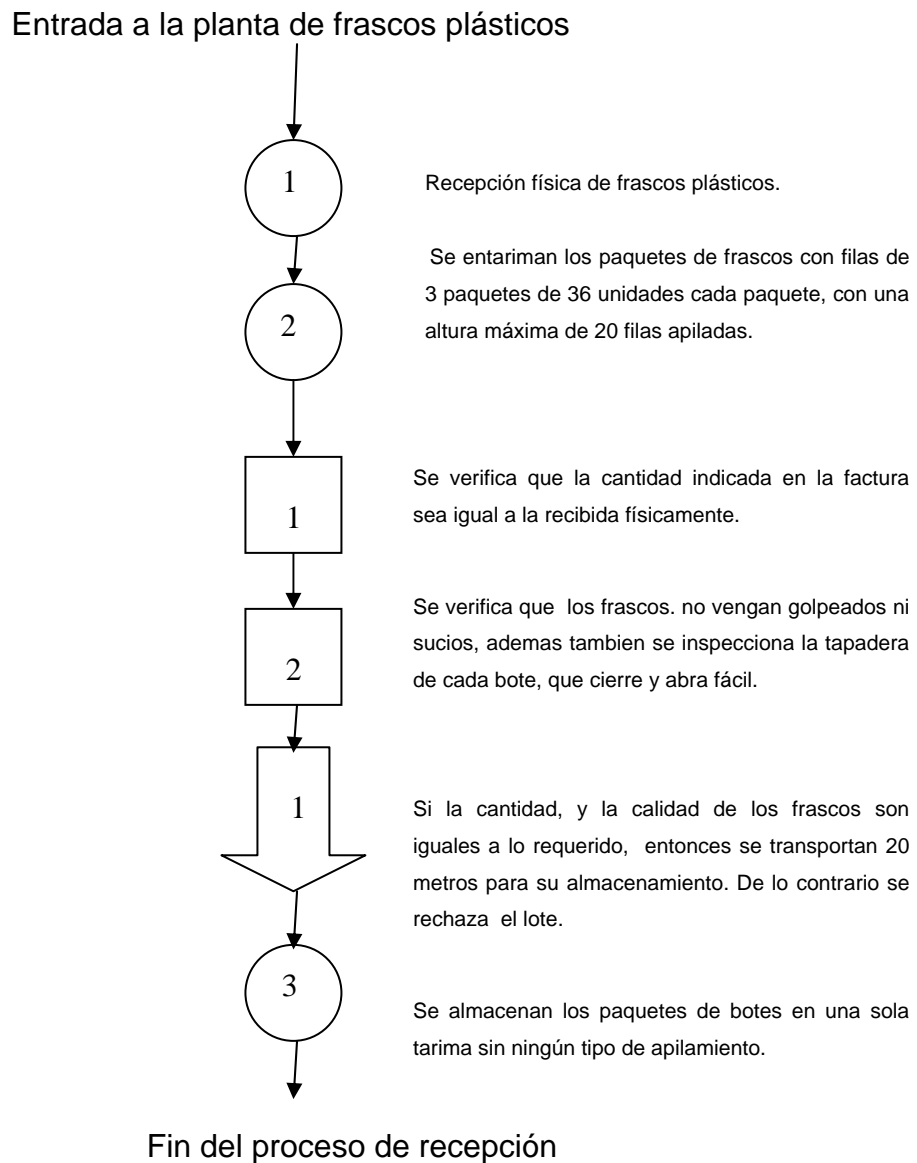 Entrada a la planta de frascos plásticos
1
Recepción física de frascos plásticos.
Se entariman los paquetes de frascos con filas de
3 paquetes de 36 unidades cada paquete, con una
altura máxima de 20 filas apiladas.
2
Se verifica que la cantidad indicada en la factura
sea igual a la recibida físicamente.
1
Se verifica que los frascos. no vengan golpeados ni
sucios, ademas tambien se inspecciona la tapadera
de cada bote, que cierre y abra fácil.
2
1
Si la cantidad, y la calidad de los frascos son
iguales a lo requerido, entonces se transportan 20
metros para su almacenamiento. De lo contrario se
rechaza el lote.
3
Se almacenan los paquetes de botes en una sola
tarima sin ningún tipo de apilamiento.
Fin del proceso de recepción